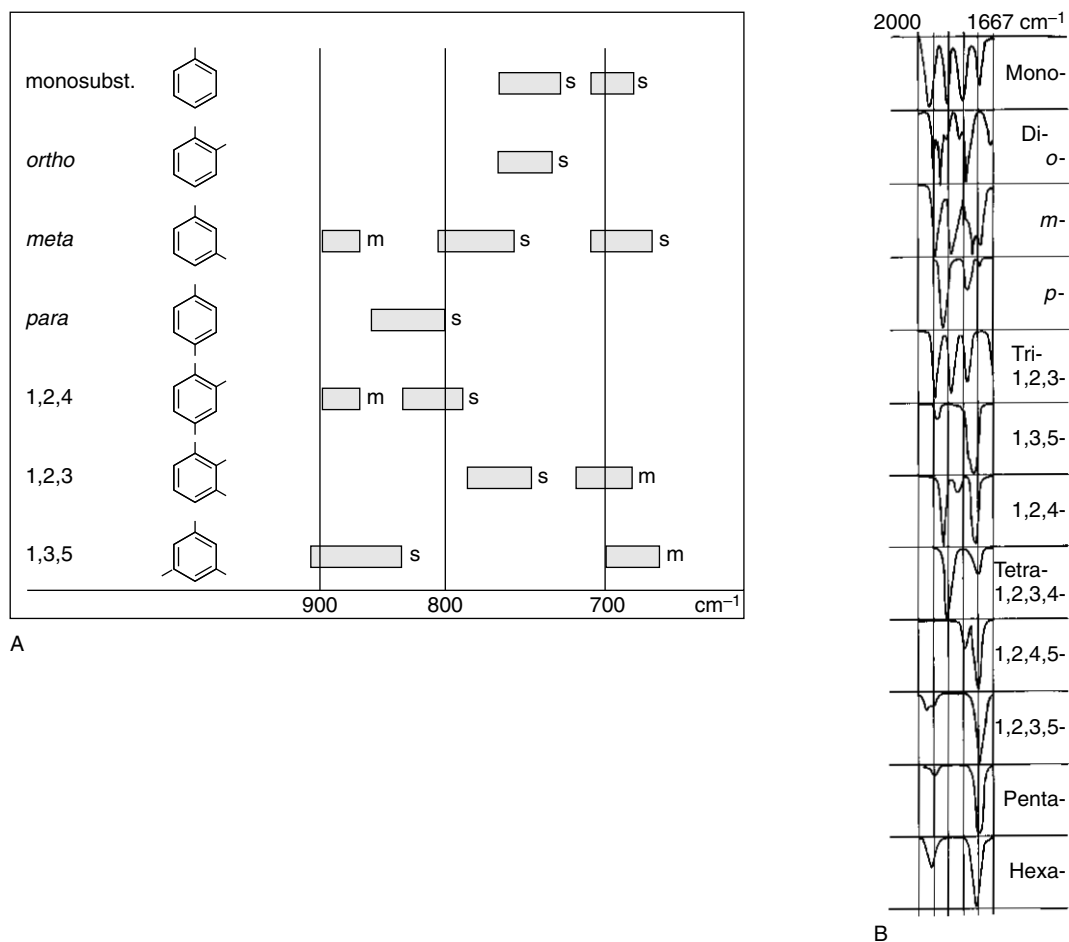 monosubst. s s
ortho s
meta m s s
para s
1,2,4 m s
1,2,3 s m
1,3,5 s m
900 800 700 cm⁻¹
A
2000 1667 cm⁻¹
Mono-
Di-
o-
m-
p-
Tri-
1,2,3-
1,3,5-
1,2,4-
Tetra-
1,2,3,4-
1,2,4,5-
1,2,3,5-
Penta-
Hexa-
B